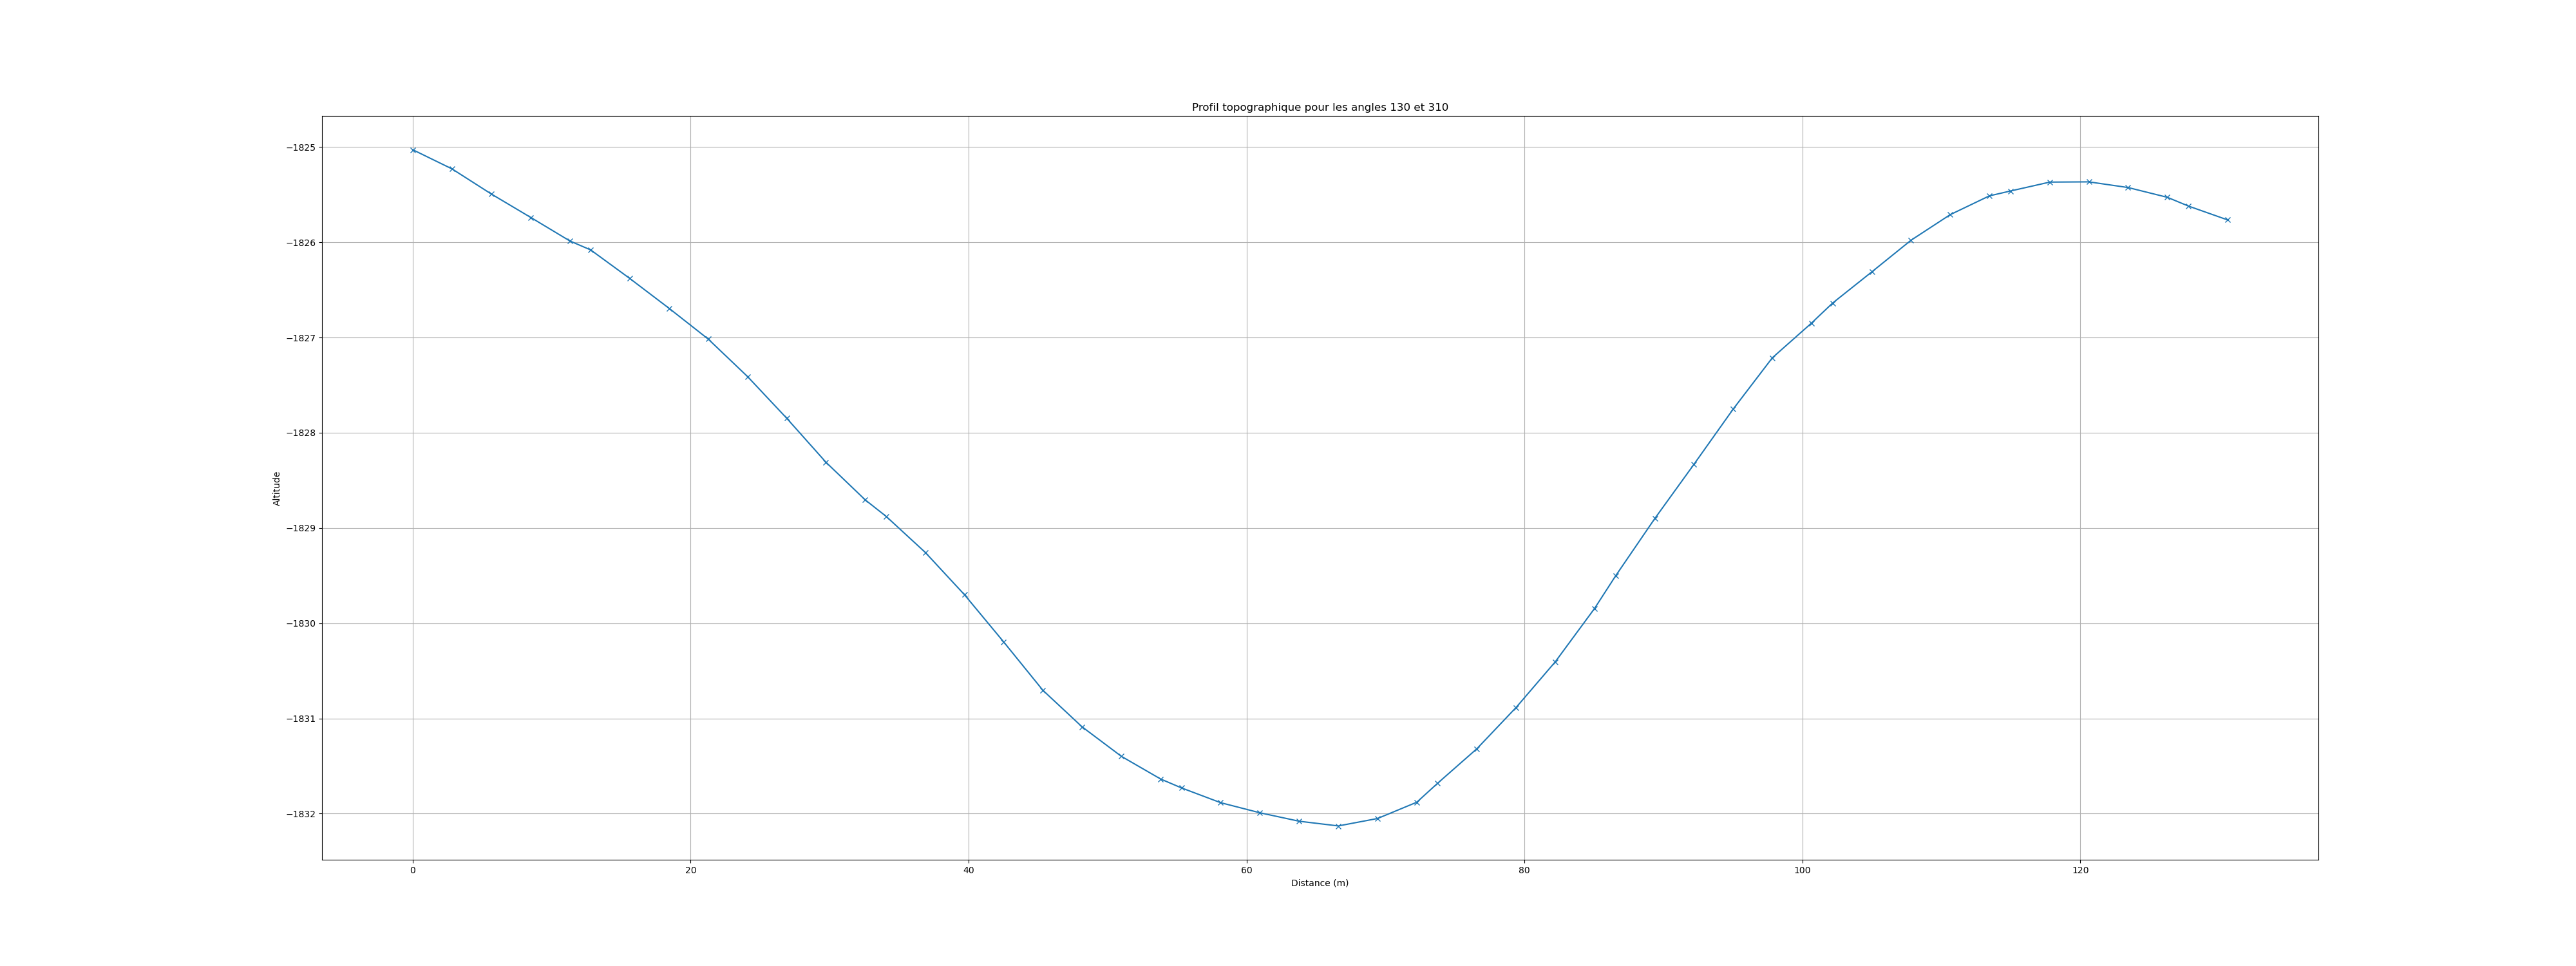 Profil topographique pour les angles 130 et 310
Altitude
−1825
−1826
−1827
−1828
−1829
−1830
−1831
−1832
0 20 40 60 80 100 120
Distance (m)